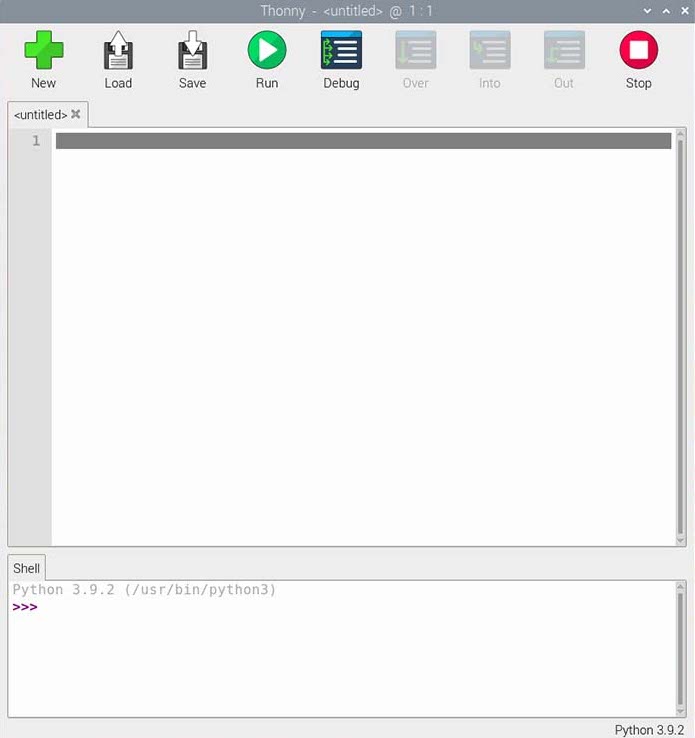 Thonny - <untitled> @ 1 : 1
New Load Save Run Debug Over Into Out Stop
<untitled>
1
Shell
Python 3.9.2 (/usr/bin/python3)
>>>
Python 3.9.2